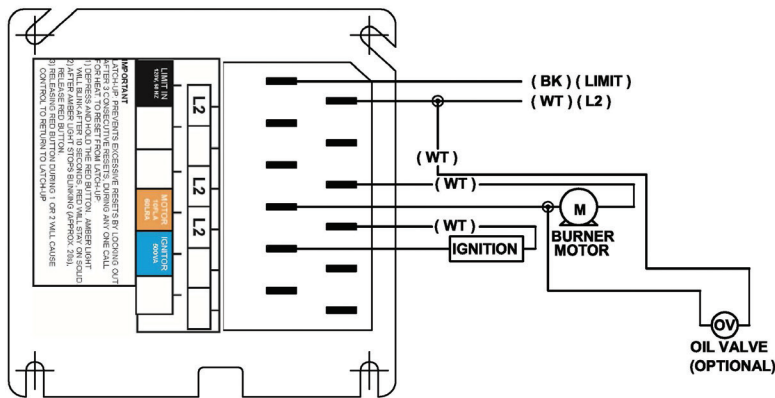 IMPORTANT
LATCH-UP: PREVENTS EXCESSIVE RESETS BY LOCKING OUT
AFTER 3 CONSECUTIVE RESETS, DURING ANY ONE CALL
FOR HEAT TO RESET FROM LATCH-UP:
1) DEPRESS AND HOLD THE RED BUTTON. AMBER LIGHT
WILL BLINK AFTER 10 SECONDS, RED WILL STAY ON SOLID
2) AFTER AMBER LIGHT STOPS BLINKING (APPROX. 20s),
RELEASE RED BUTTON.
3) RELEASING RED BUTTON DURING 1 OR 2 WILL CAUSE
CONTROL TO RETURN TO LATCH-UP
LIMIT IN
MOTOR
10FLA
60LRA
IGNITOR
500VA
L2
L2
L2
( BK ) ( LIMIT )
( WT ) ( L2 )
( WT )
( WT )
( WT )
M
BURNER
MOTOR
IGNITION
OV
OIL VALVE
(OPTIONAL)